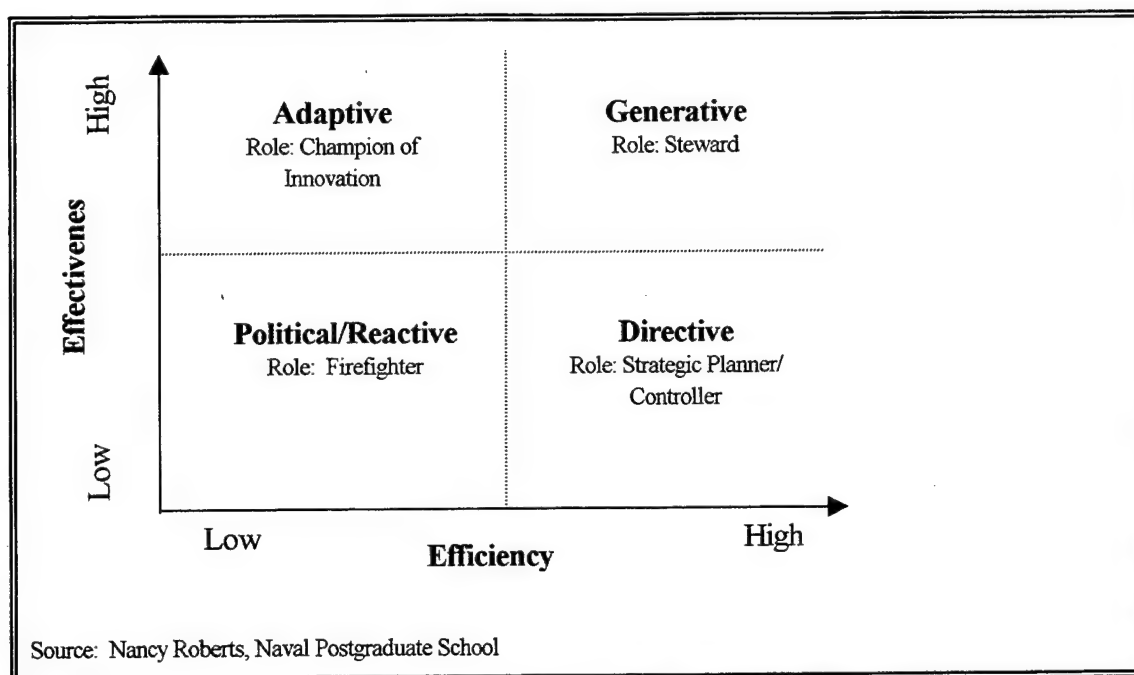 High
Adaptive
Role: Champion of
Innovation
Generative
Role: Steward
Effectivenes
Political/Reactive
Role: Firefighter
Directive
Role: Strategic Planner/
Controller
Low
Low
Efficiency
High
Source: Nancy Roberts, Naval Postgraduate School